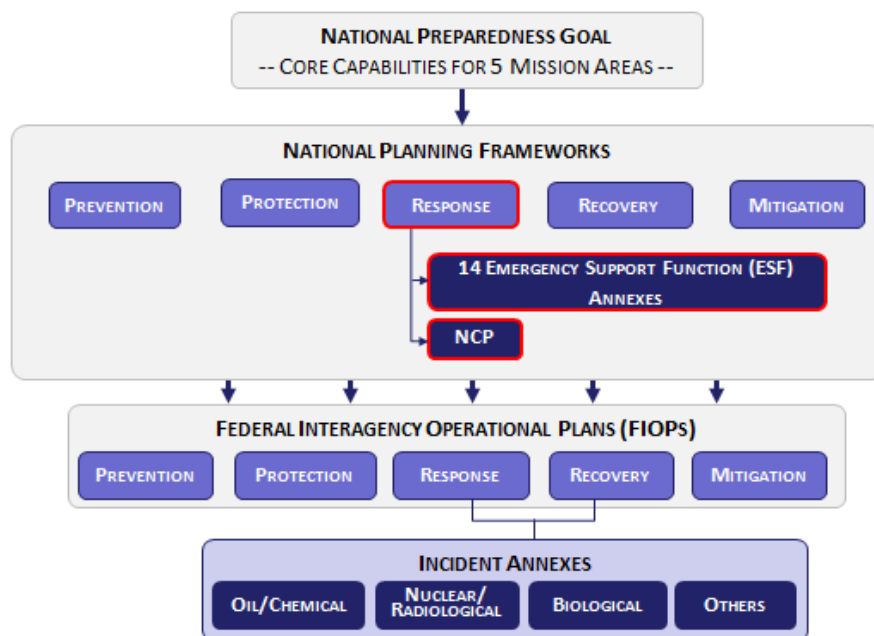 NATIONAL PREPAREDNESS GOAL
-- CORE CAPABILITIES FOR 5 MISSION AREAS --
NATIONAL PLANNING FRAMEWORKS
PREVENTION
PROTECTION
RESPONSE
RECOVERY
MITIGATION
14 EMERGENCY SUPPORT FUNCTION (ESF)
ANNEXES
NCP
FEDERAL INTERAGENCY OPERATIONAL PLANS (FIOPS)
PREVENTION
PROTECTION
RESPONSE
RECOVERY
MITIGATION
INCIDENT ANNEXES
OIL/CHEMICAL
NUCLEAR/
RADIOLOGICAL
BIOLOGICAL
OTHERS